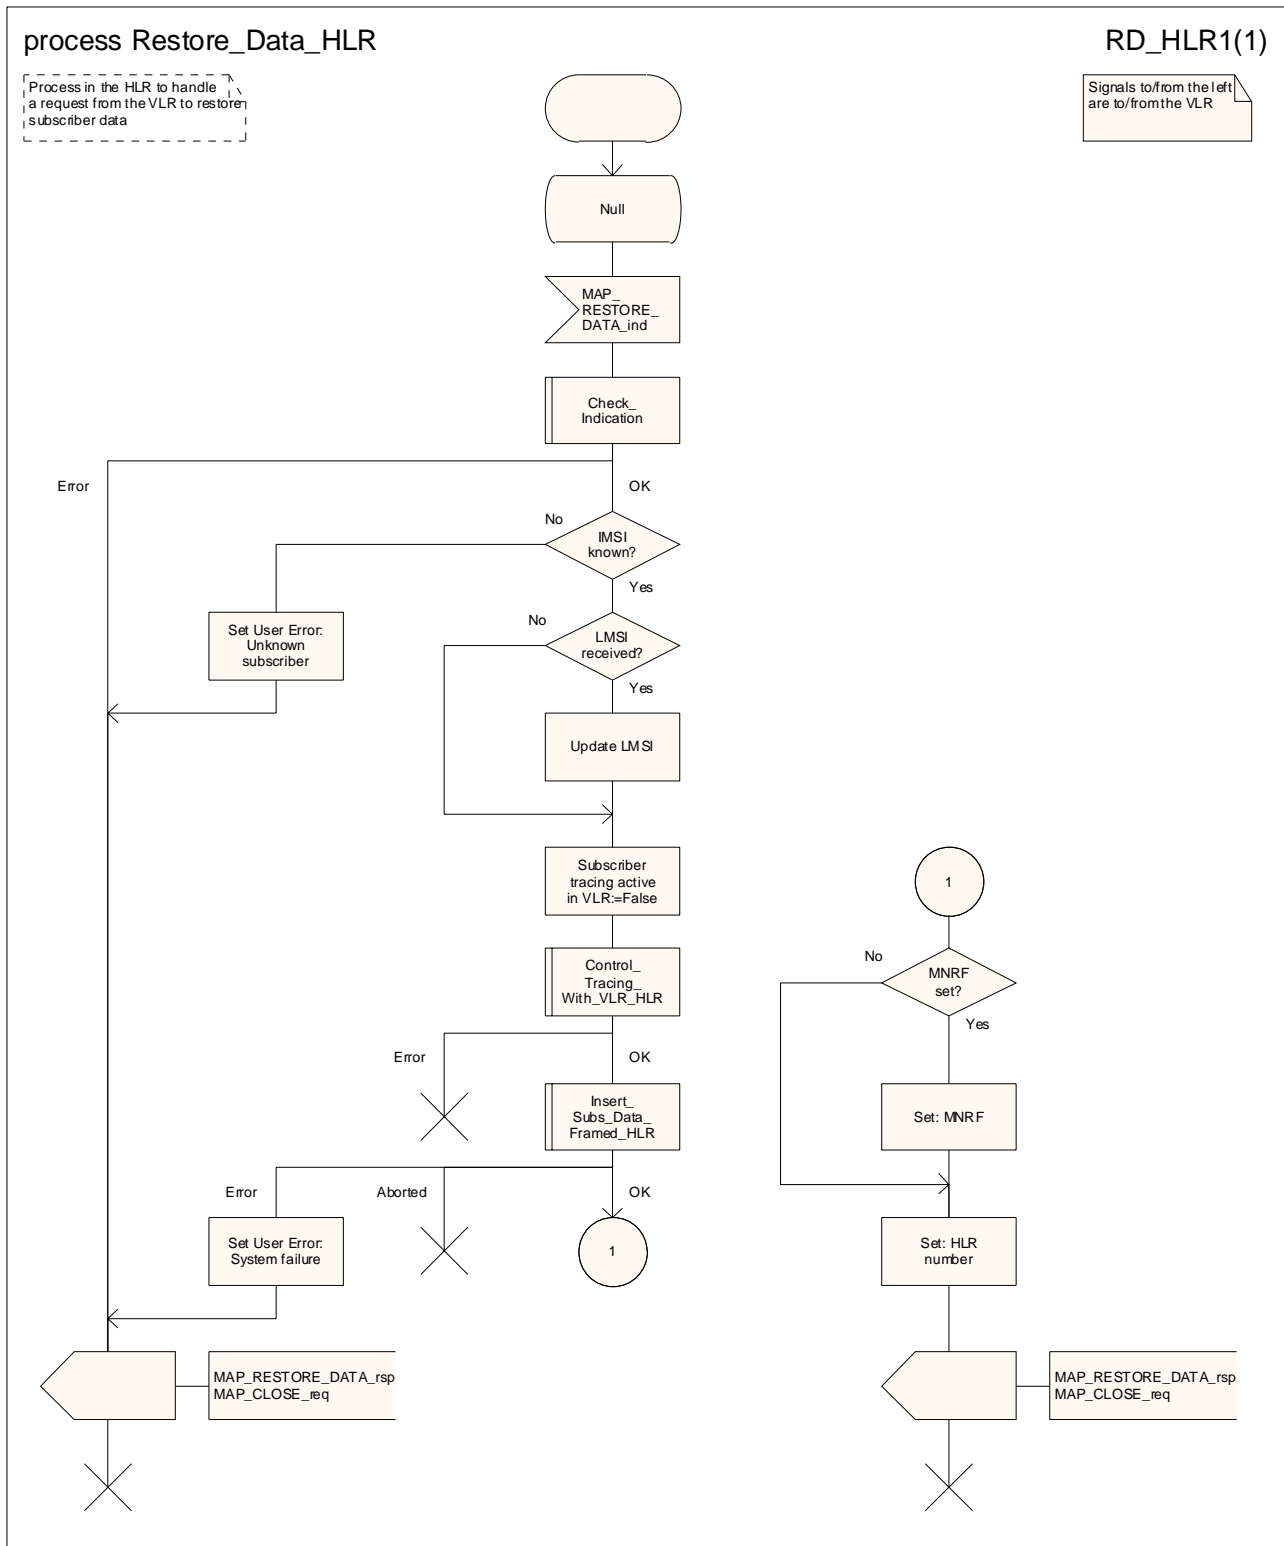 process Restore_Data_HLR
RD_HLR1(1)
Process in the HLR to handle
a request from the VLR to restore
subscriber data
Signals to/from the left
are to/from the VLR
Null
MAP_
RESTORE_
DATA_ind
Check_
Indication
Error
OK
No
IMSI
known?
Yes
Set User Error:
Unknown
subscriber
No
LMSI
received?
Yes
Update LMSI
Subscriber
tracing active
in VLR:=False
Control_
Tracing_
With_VLR_HLR
Error
OK
Insert_
Subs_Data_
Framed_HLR
Error
Aborted
OK
Set User Error:
System failure
1
MAP_RESTORE_DATA_rsp
MAP_CLOSE_req
1
No
MNRF
set?
Yes
Set: MNRF
Set: HLR
number
MAP_RESTORE_DATA_rsp
MAP_CLOSE_req